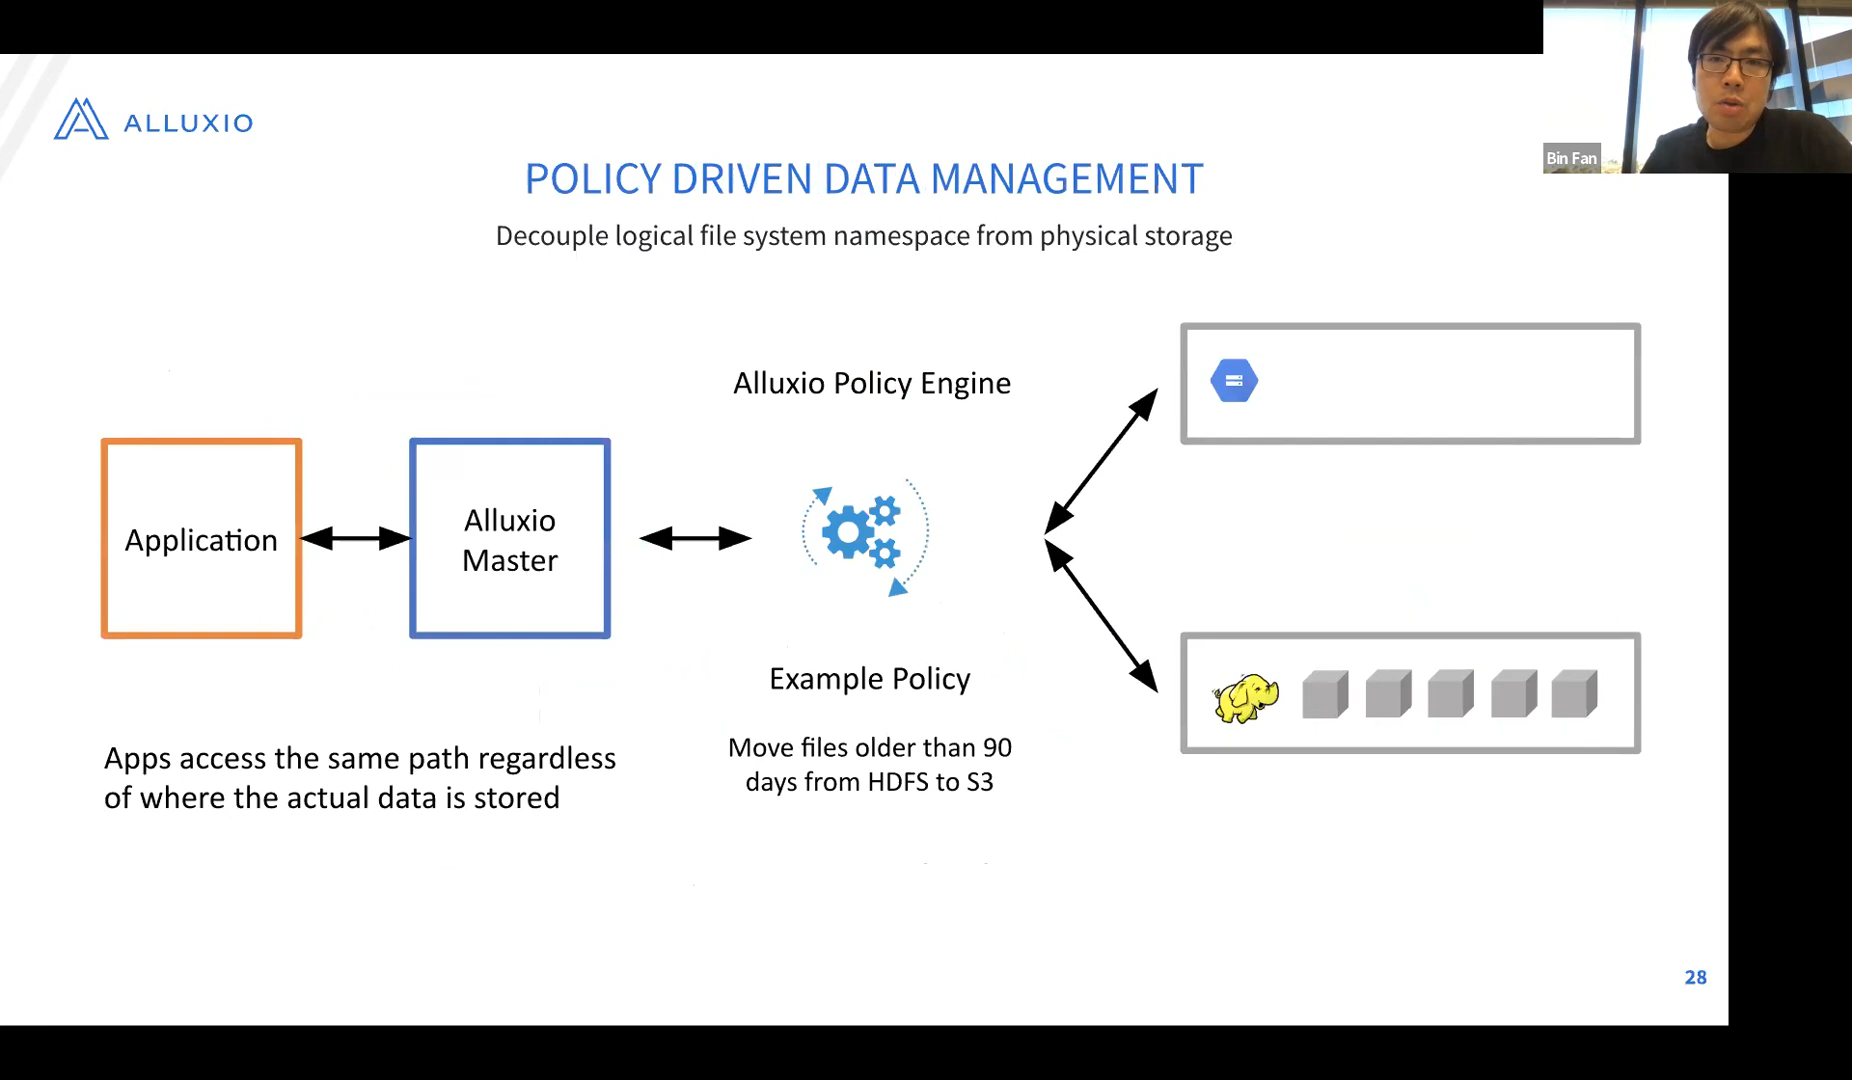 ALLUXIO
Bin Fan
POLICY DRIVEN DATA MANAGEMENT
Decouple logical file system namespace from physical storage
Alluxio Policy Engine
Application
Alluxio
Master
Example Policy
Move files older than 90
days from HDFS to S3
Apps access the same path regardless
of where the actual data is stored
28